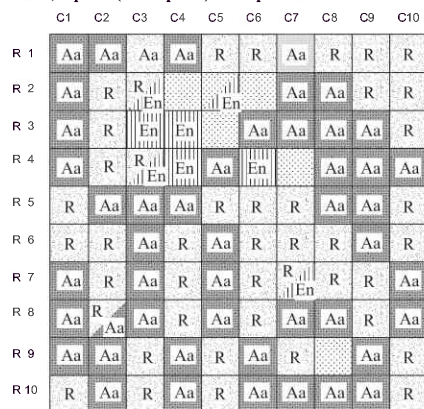 C1 C2 C3 C4 C5 C6 C7 C8 C9 C10
R 1 Aa Aa Aa Aa R R Aa R R R
R 2 Aa R R En En Aa Aa R R
R 3 Aa R En En Aa Aa Aa Aa R
R 4 Aa R R En En Aa En Aa Aa Aa
R 5 R Aa Aa Aa R R R Aa Aa R
R 6 R R Aa R Aa R R R Aa R
R 7 Aa R Aa R Aa R R En R R Aa
R 8 Aa R Aa Aa R Aa R Aa Aa R Aa
R 9 Aa Aa R Aa R Aa R Aa R
R 10 R Aa R Aa R Aa Aa Aa Aa R